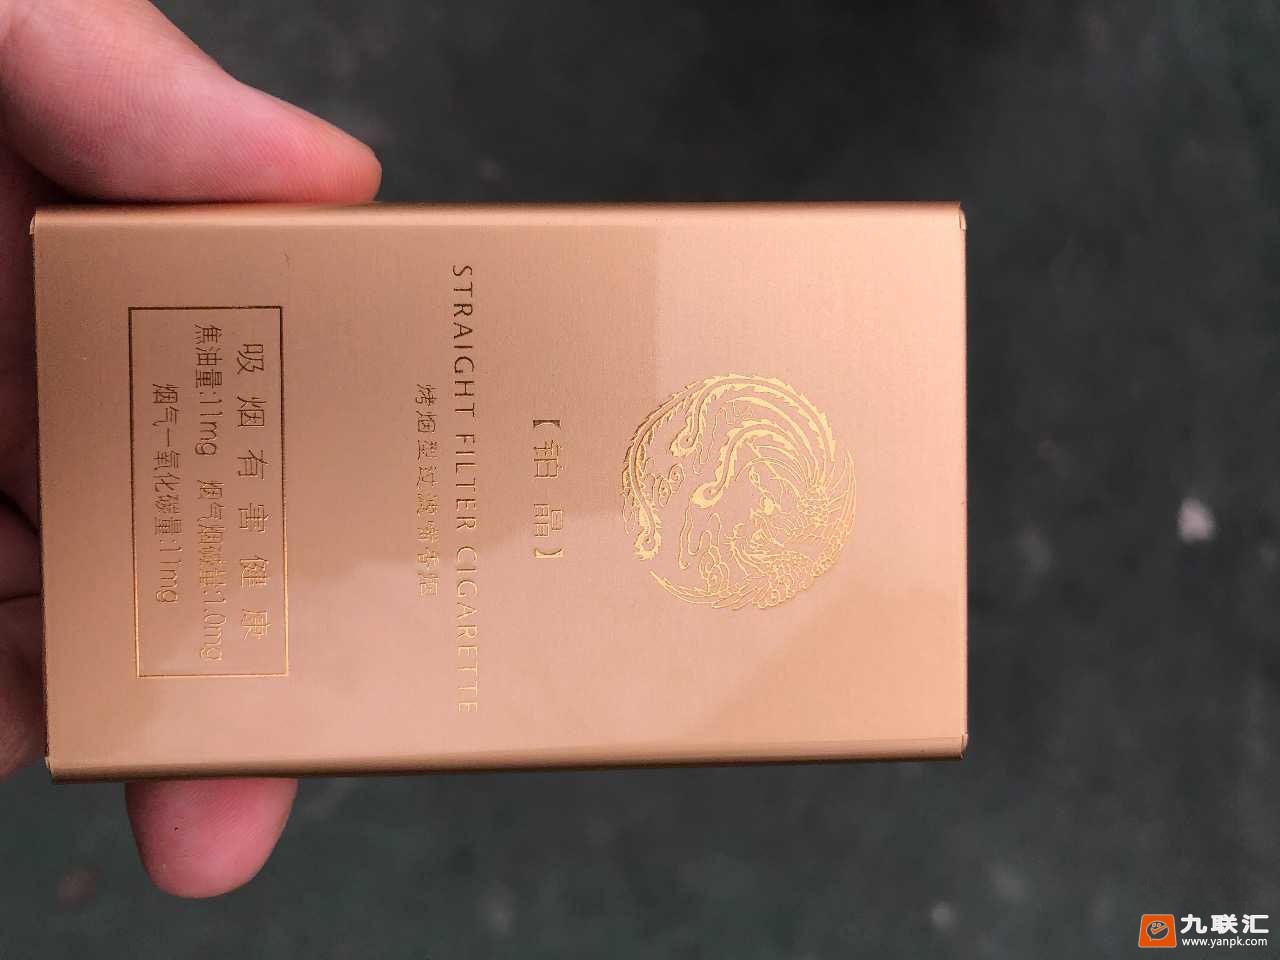 【铂晶】
STRAIGHT FILTER CIGARETTE
烤烟型过滤嘴香烟
吸烟有害健康
焦油量:11mg 烟气烟碱量:1.0mg
烟气一氧化碳量:11mg
九联汇
www.yanpk.com